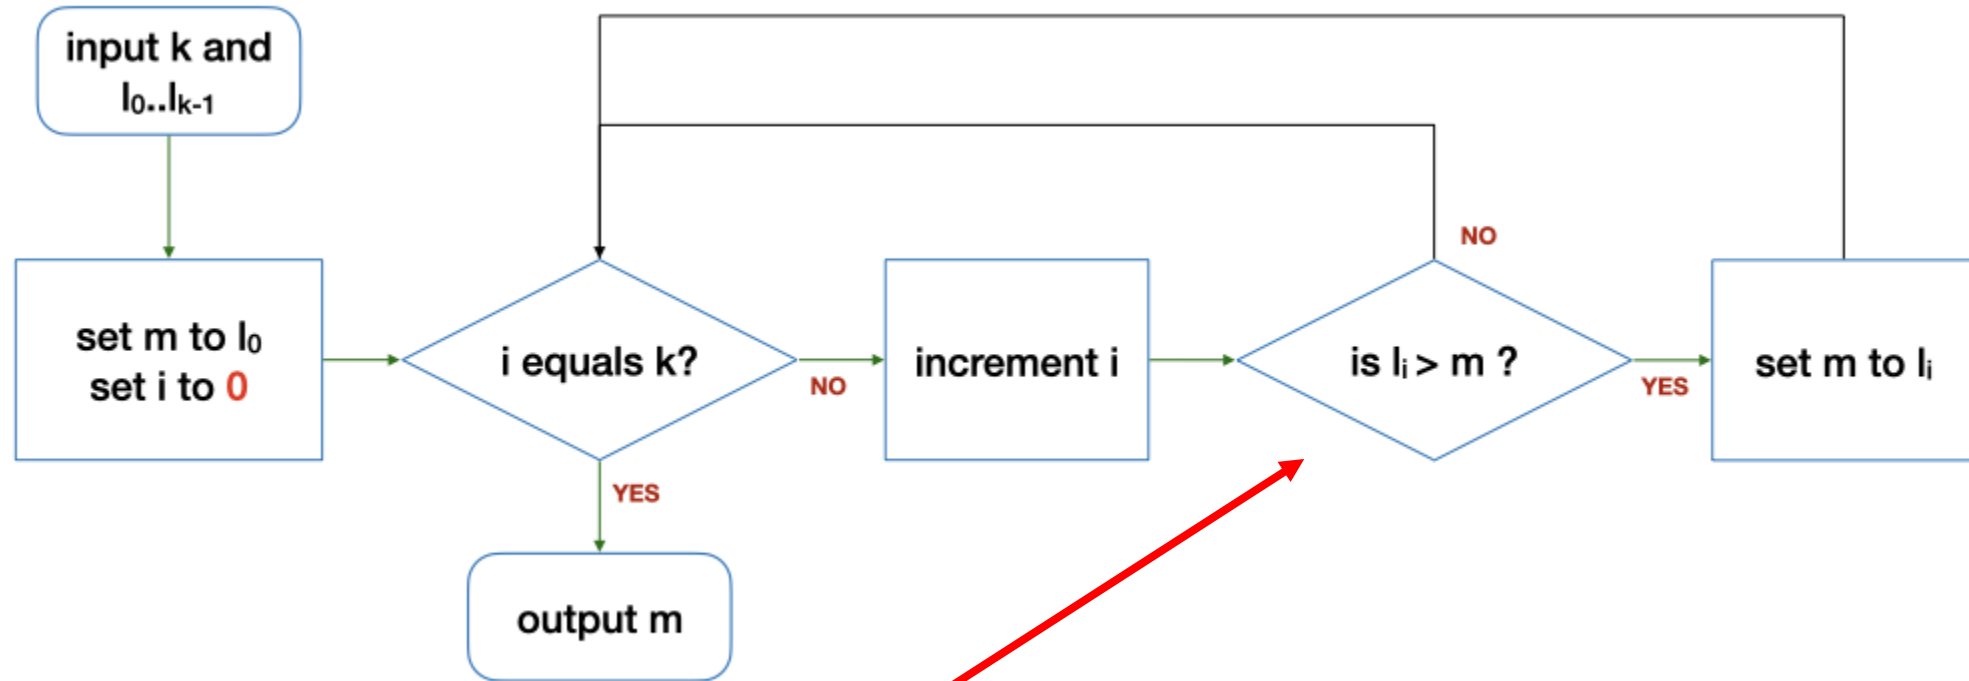 input k and
l₀..lₖ₋₁
set m to l₀
set i to 0
i equals k?
NO
YES
output m
increment i
is lᵢ > m ?
NO
YES
set m to lᵢ